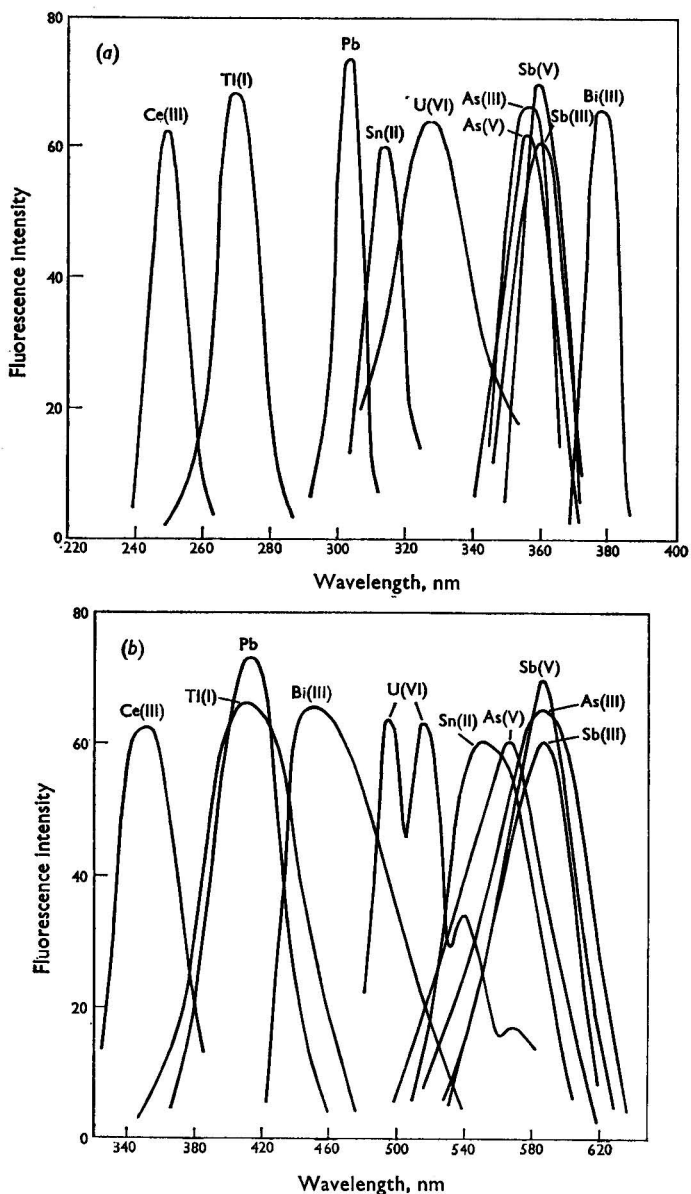 80
(a)
Pb
Sb(V)
Tl(I)
As(III)
Bi(III)
Ce(III)
U(VI)
Sb(III)
As(V)
Sn(II)
60
40
20
0
Fluorescence Intensity
220 240 260 280 300 320 340 360 380 400
Wavelength, nm
80
(b)
Pb
Sb(V)
Tl(I)
Bi(III)
U(VI)
As(III)
Ce(III)
Sn(II)
As(V)
Sb(III)
60
40
20
0
Fluorescence Intensity
340 380 420 460 500 540 580 620
Wavelength, nm